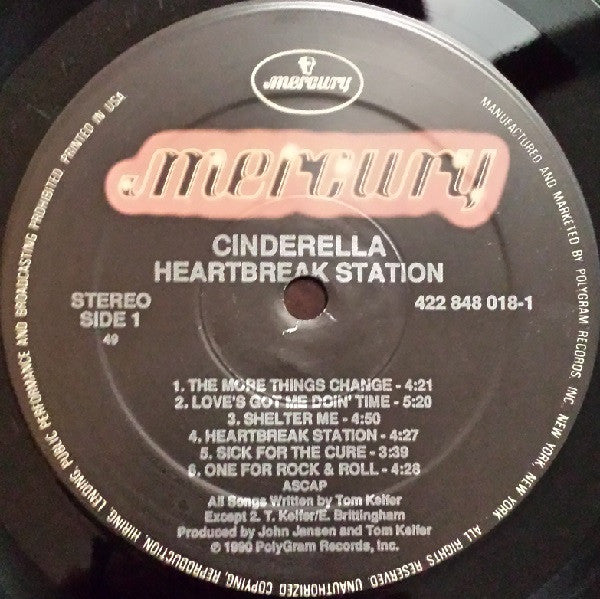 mercury
mercury
CINDERELLA
HEARTBREAK STATION
STEREO
SIDE 1
49
422 848 018-1
1. THE MORE THINGS CHANGE - 4:21
2. LOVE'S GOT ME DOIN' TIME - 5:20
3. SHELTER ME - 4:50
4. HEARTBREAK STATION - 4:27
5. SICK FOR THE CURE - 3:39
6. ONE FOR ROCK & ROLL - 4:28
ASCAP
All Songs Written by Tom Keifer
Except 2. T. Keifer/E. Brittingham
Produced by John Jansen and Tom Keifer
© 1990 PolyGram Records, Inc.
MANUFACTURED AND MARKETED BY POLYGRAM RECORDS, INC. NEW YORK, NEW YORK. ALL RIGHTS RESERVED. UNAUTHORIZED COPYING, REPRODUCTION, HIRING, LENDING, PUBLIC PERFORMANCE AND BROADCASTING PROHIBITED. PRINTED IN USA